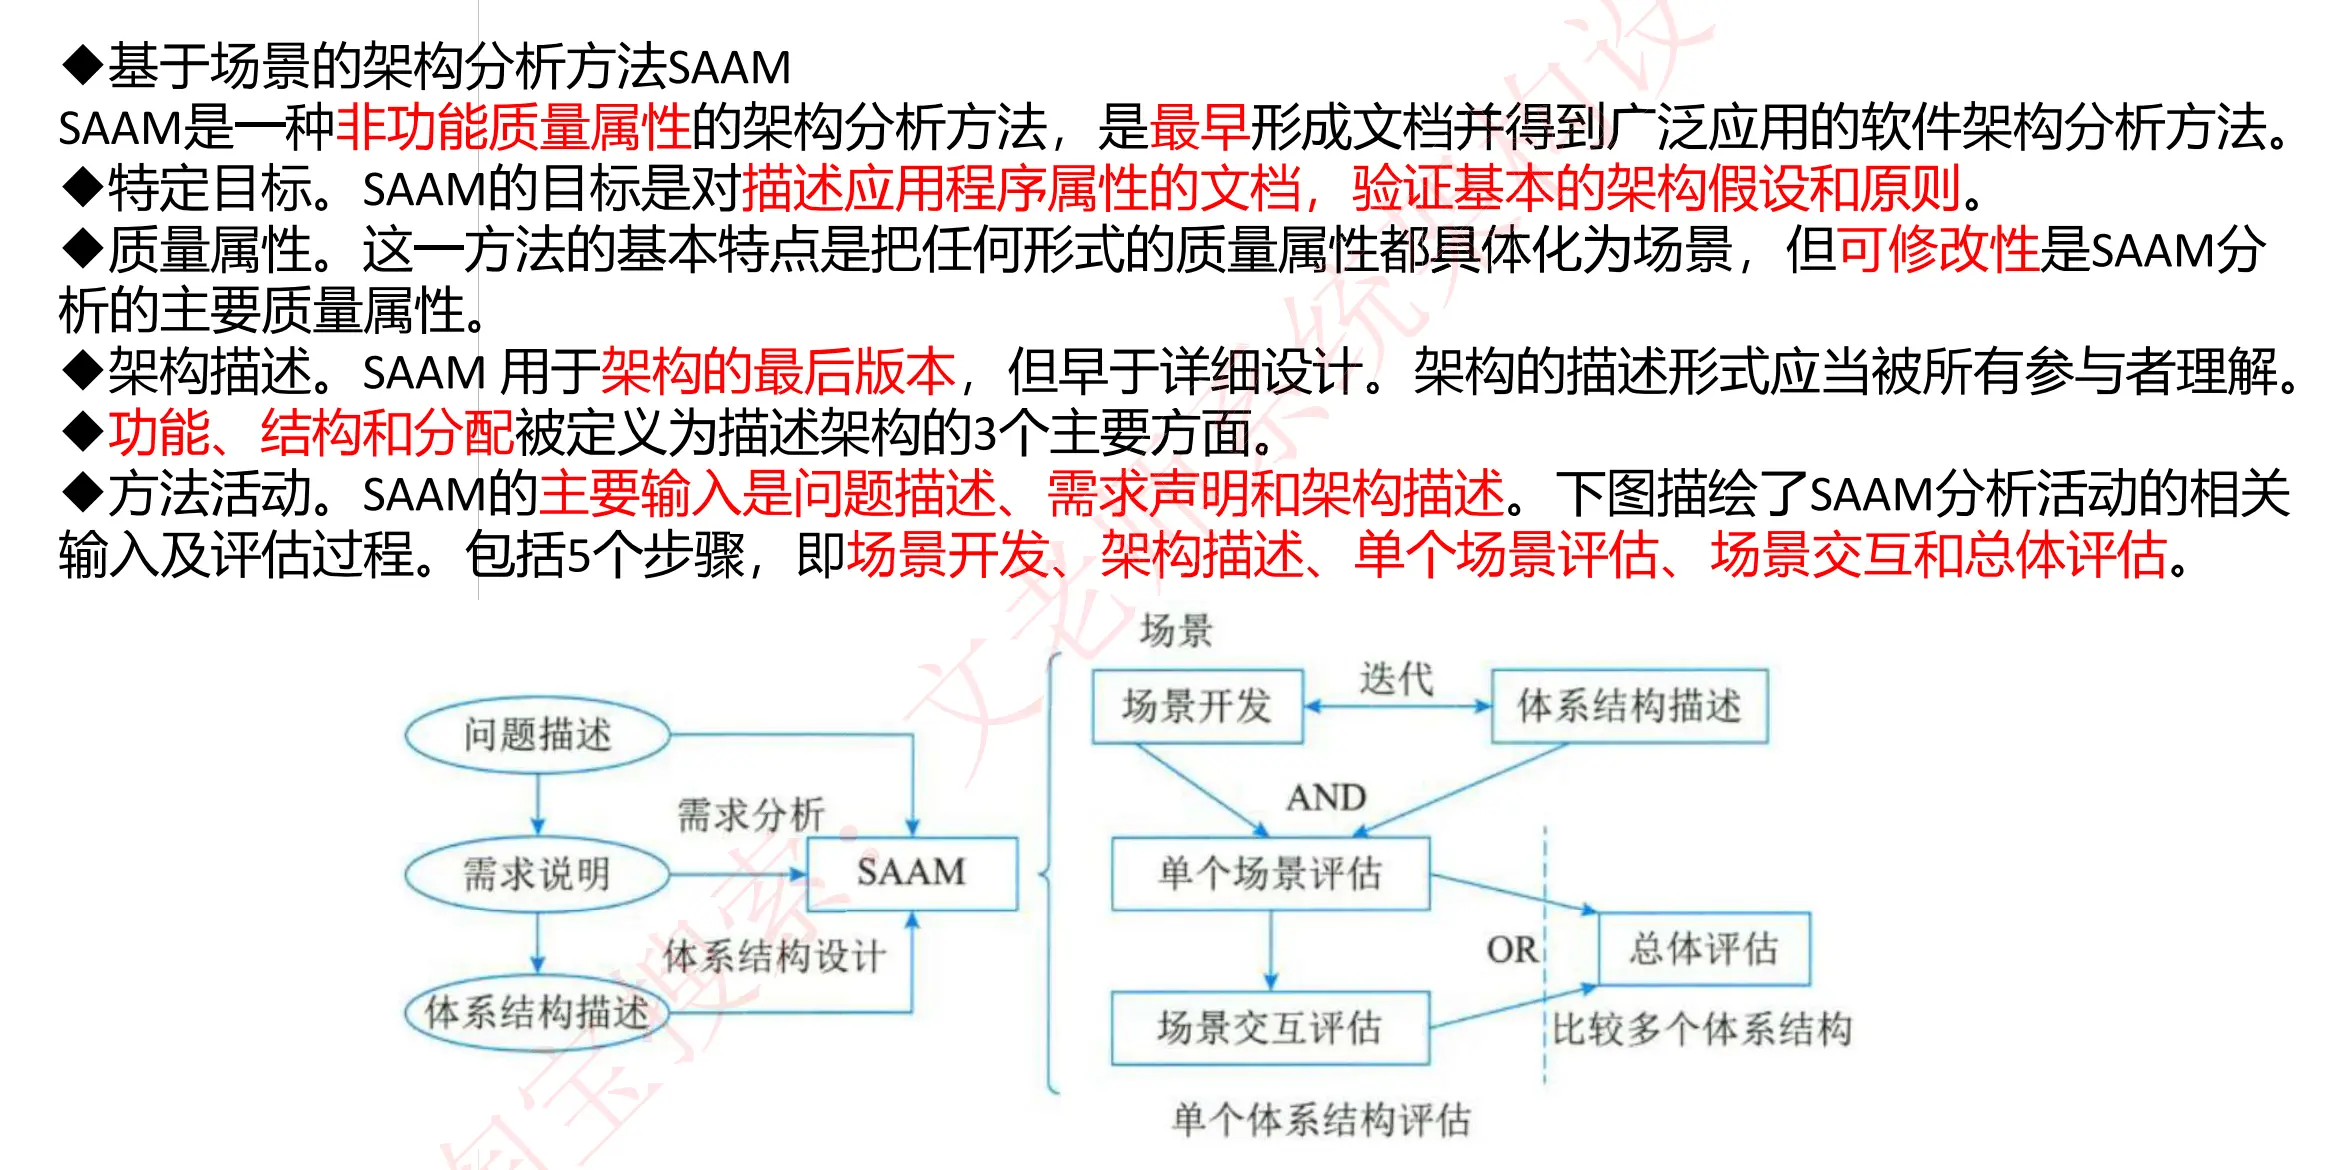 ◆基于场景的架构分析方法SAAM
SAAM是一种非功能质量属性的架构分析方法，是最早形成文档并得到广泛应用的软件架构分析方法。
◆特定目标。SAAM的目标是对描述应用程序属性的文档，验证基本的架构假设和原则。
◆质量属性。这一方法的基本特点是把任何形式的质量属性都具体化为场景，但可修改性是SAAM分
析的主要质量属性。
◆架构描述。SAAM 用于架构的最后版本，但早于详细设计。架构的描述形式应当被所有参与者理解。
◆功能、结构和分配被定义为描述架构的3个主要方面。
◆方法活动。SAAM的主要输入是问题描述、需求声明和架构描述。下图描绘了SAAM分析活动的相关
输入及评估过程。包括5个步骤，即场景开发、架构描述、单个场景评估、场景交互和总体评估。
场景
场景开发
迭代
体系结构描述
问题描述
AND
需求分析
需求说明
SAAM
单个场景评估
体系结构设计
OR
总体评估
体系结构描述
场景交互评估
比较多个体系结构
单个体系结构评估
淘宝搜索：文老师系统架构设